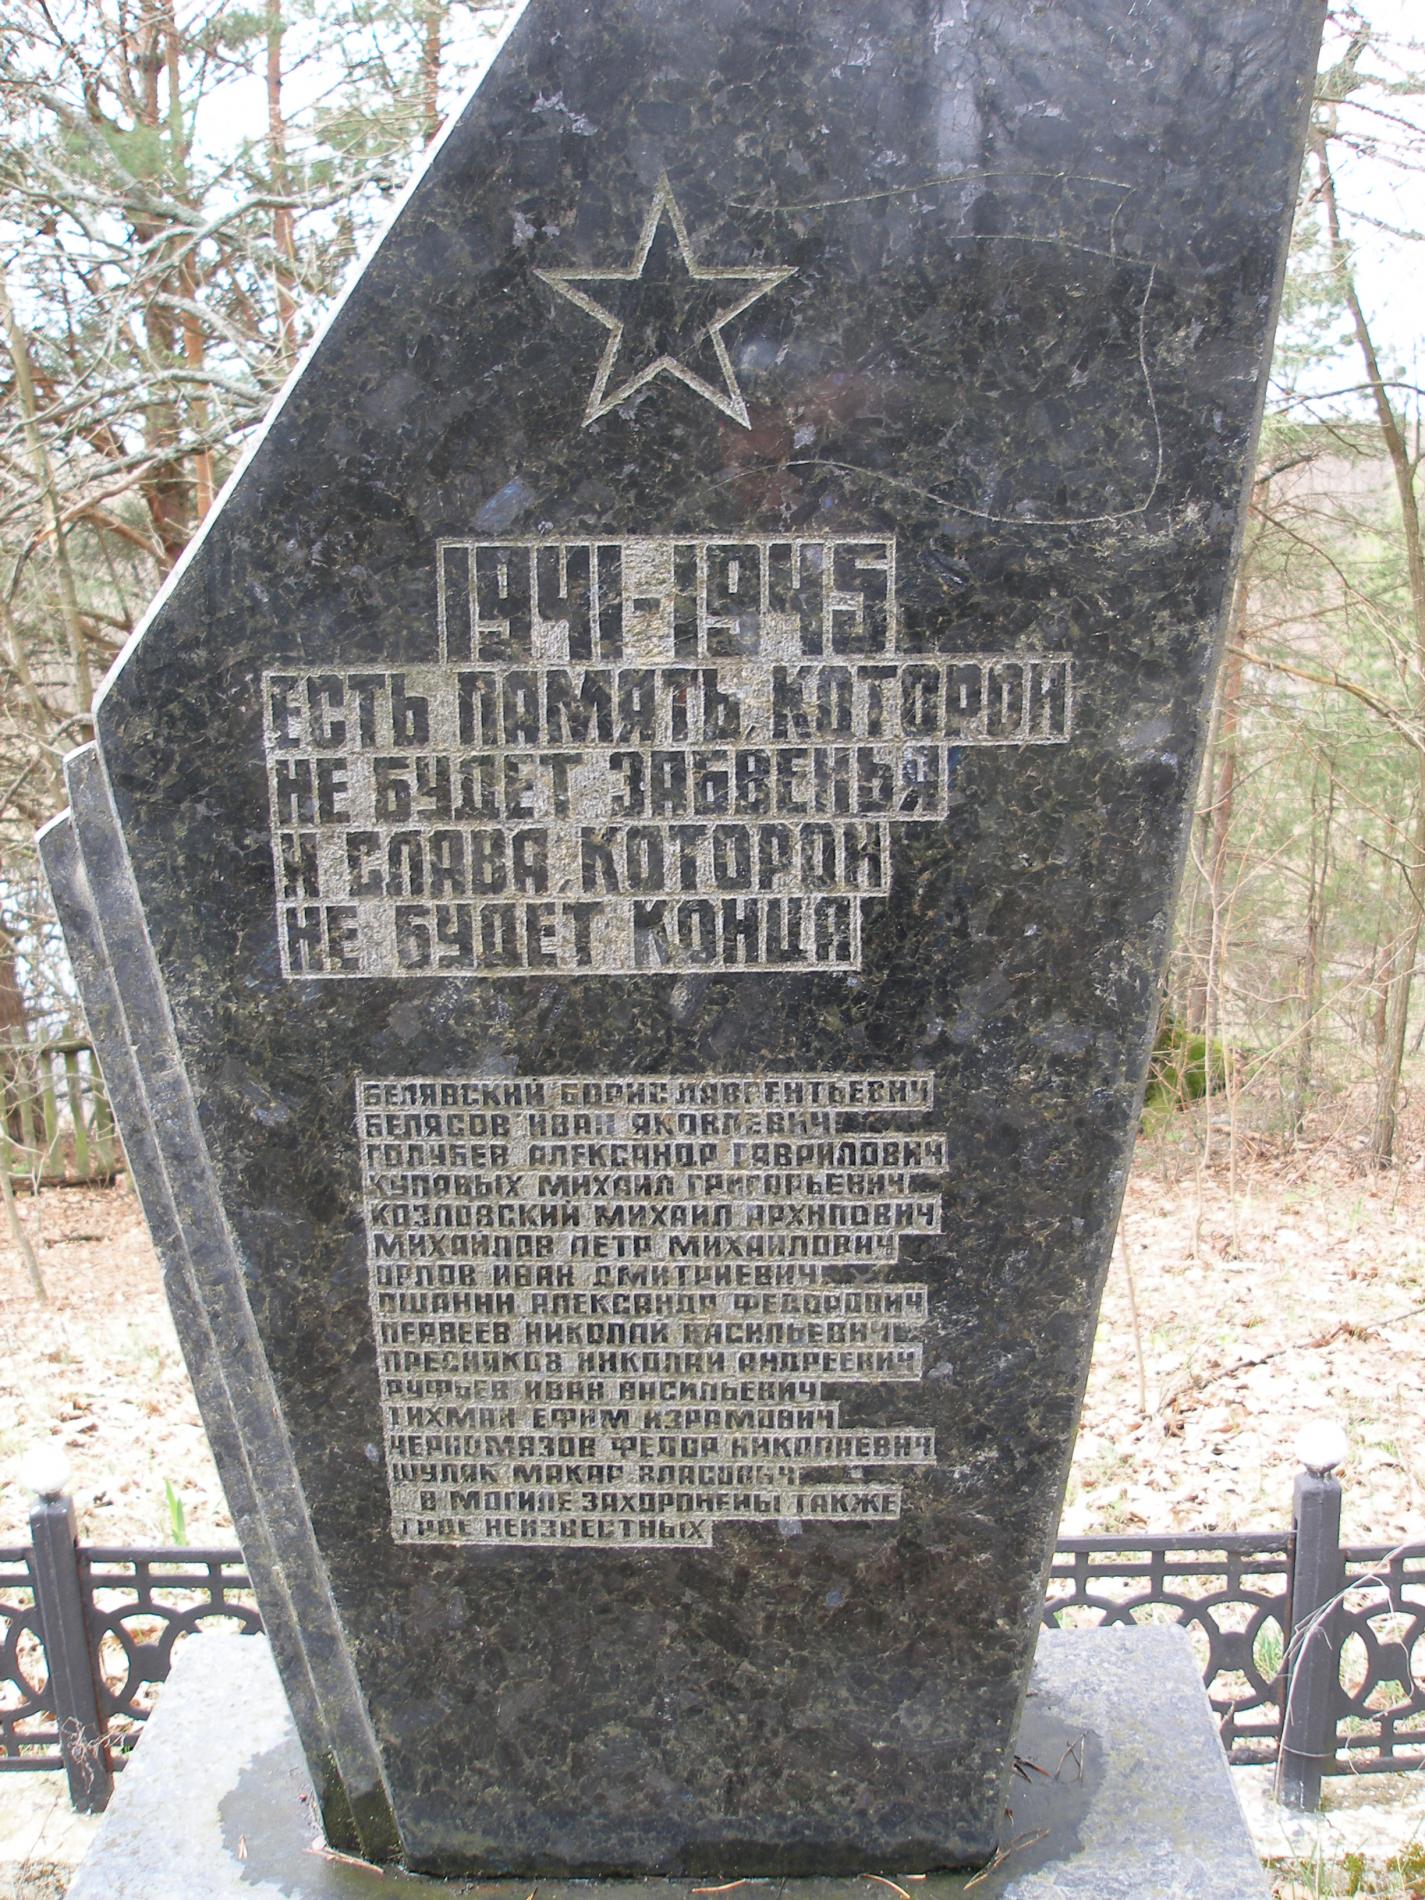 1941-1945
ЕСТЬ ПАМЯТЬ, КОТОРОЙ
НЕ БУДЕТ ЗАБВЕНЬЯ
И СЛАВА, КОТОРОЙ
НЕ БУДЕТ КОНЦА
БЕЛЯВСКИЙ БОРИС ЛАВРЕНТЬЕВИЧ
БЕЛЯСОВ ИВАН ЯКОВЛЕВИЧ
ГОЛУБЕВ АЛЕКСАНДР ГАВРИЛОВИЧ
МИХАИЛ ГРИГОРЬЕВИЧ
КОЗЛОВСКИЙ МИХАИЛ АРХИПОВИЧ
МИХАЙЛОВ ПЕТР МИХАЙЛОВИЧ
ОРЛОВ ИВАН ДМИТРИЕВИЧ
АЛЕКСАНДР ФЕДОРОВИЧ
ПЕРВЕЕВ НИКОЛАЙ ВАСИЛЬЕВИЧ
ПРЕСНЯКОВ НИКОЛАЙ АНДРЕЕВИЧ
РУФЬЕВ ИВАН ВАСИЛЬЕВИЧ
ТИХМАН ЕФИМ ИЗРАМОВИЧ
ЧЕРНОМАЗОВ ФЕДОР НИКОЛАЕВИЧ
ШУЛЯК МАКАР ВЛАСОВИЧ
В МОГИЛЕ ЗАХОРОНЕНЫ ТАКЖЕ
ТРОЕ НЕИЗВЕСТНЫХ